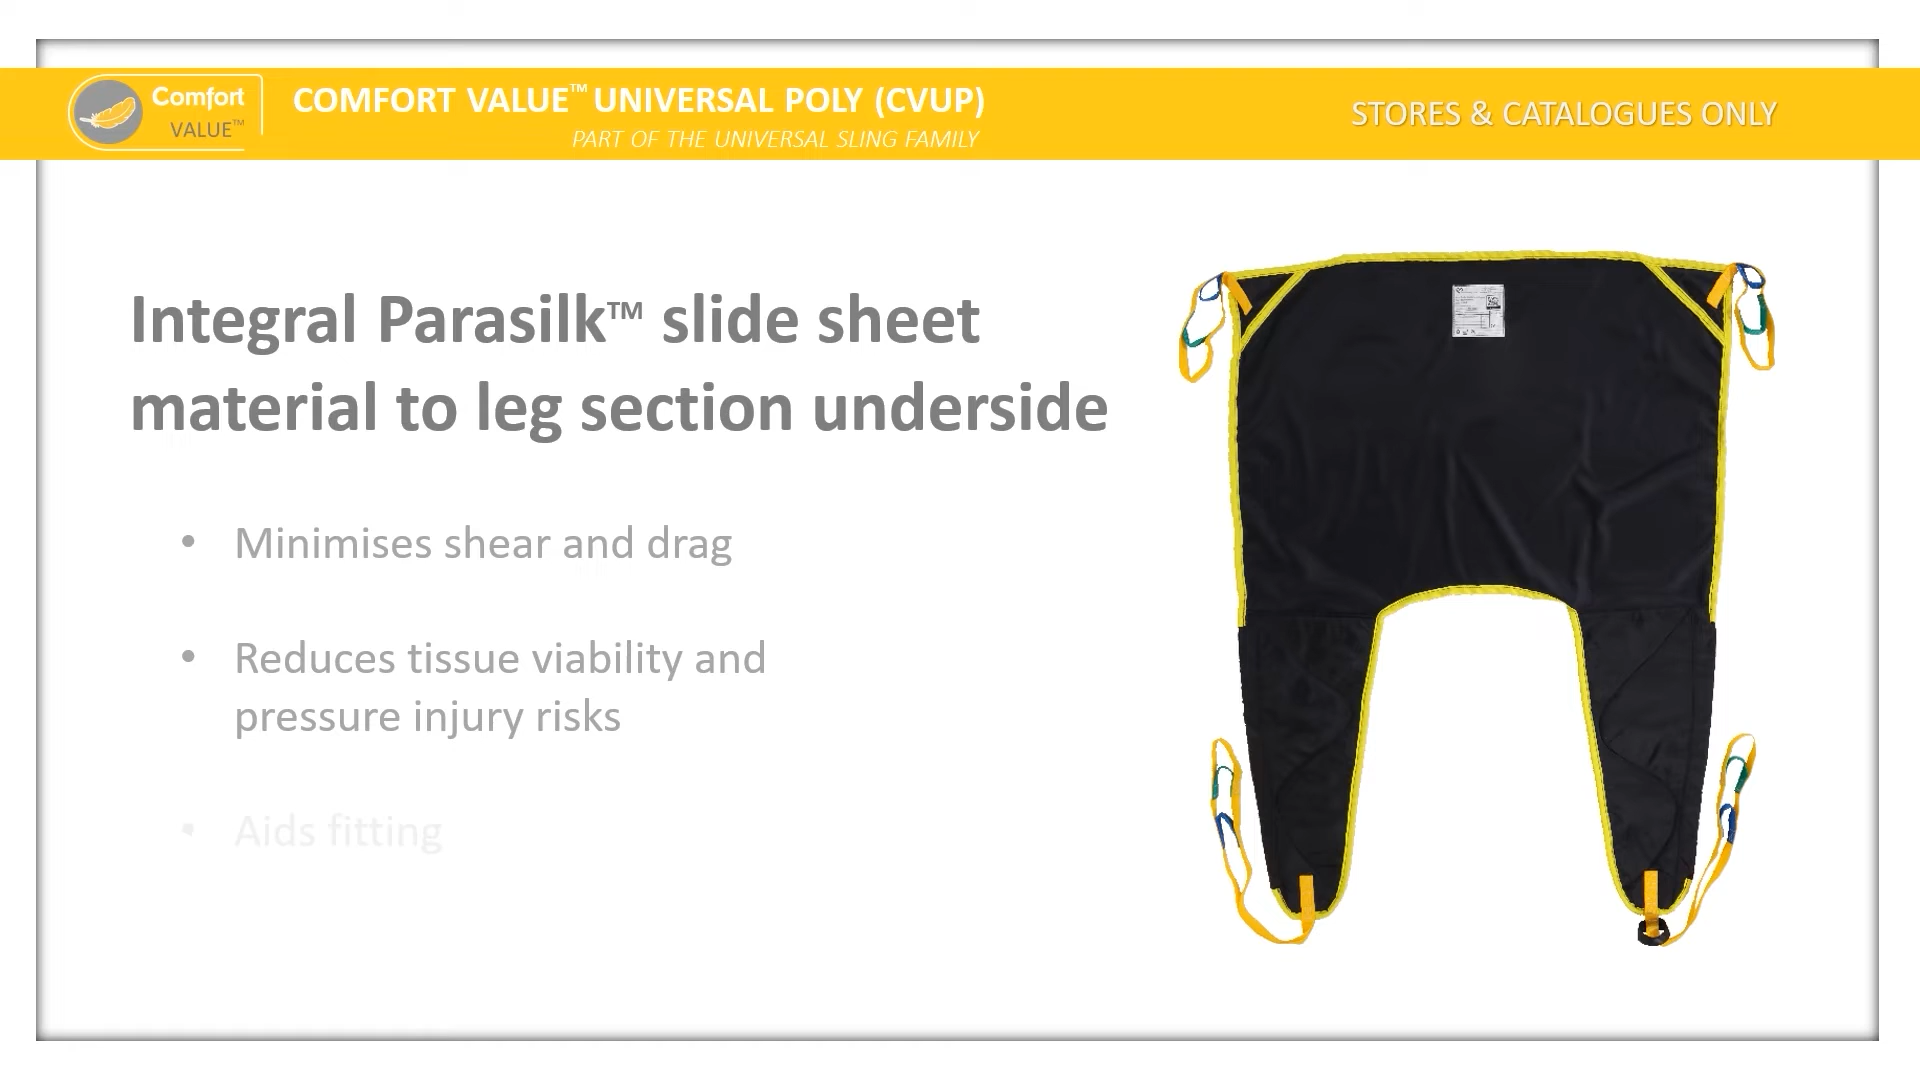 Comfort
VALUE™
COMFORT VALUE™ UNIVERSAL POLY (CVUP)
PART OF THE UNIVERSAL SLING FAMILY
STORES & CATALOGUES ONLY
Integral Parasilk™ slide sheet
material to leg section underside
• Minimises shear and drag
• Reduces tissue viability and
pressure injury risks
• Aids fitting